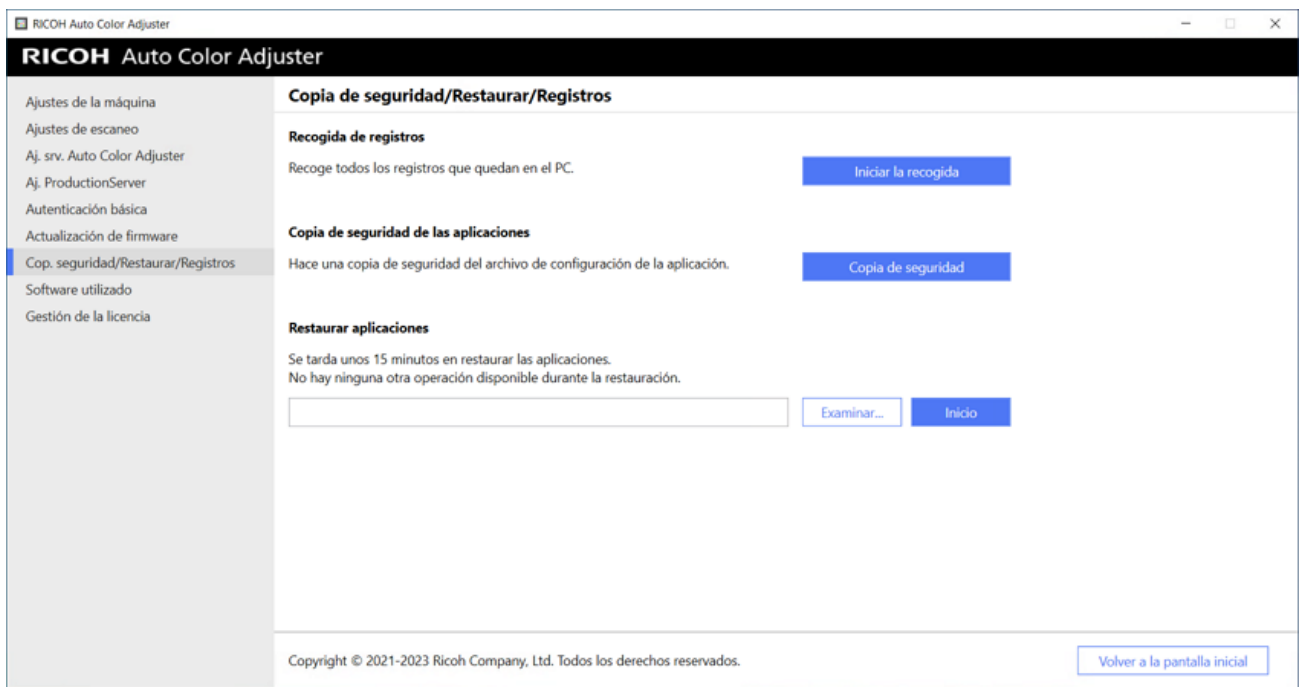 RICOH Auto Color Adjuster
RICOH Auto Color Adjuster
Ajustes de la máquina
Ajustes de escaneo
Aj. srv. Auto Color Adjuster
Aj. ProductionServer
Autenticación básica
Actualización de firmware
Cop. seguridad/Restaurar/Registros
Software utilizado
Gestión de la licencia
Copia de seguridad/Restaurar/Registros
Recogida de registros
Recoge todos los registros que quedan en el PC.
Iniciar la recogida
Copia de seguridad de las aplicaciones
Hace una copia de seguridad del archivo de configuración de la aplicación.
Copia de seguridad
Restaurar aplicaciones
Se tarda unos 15 minutos en restaurar las aplicaciones.
No hay ninguna otra operación disponible durante la restauración.
Examinar...
Inicio
Copyright © 2021-2023 Ricoh Company, Ltd. Todos los derechos reservados.
Volver a la pantalla inicial